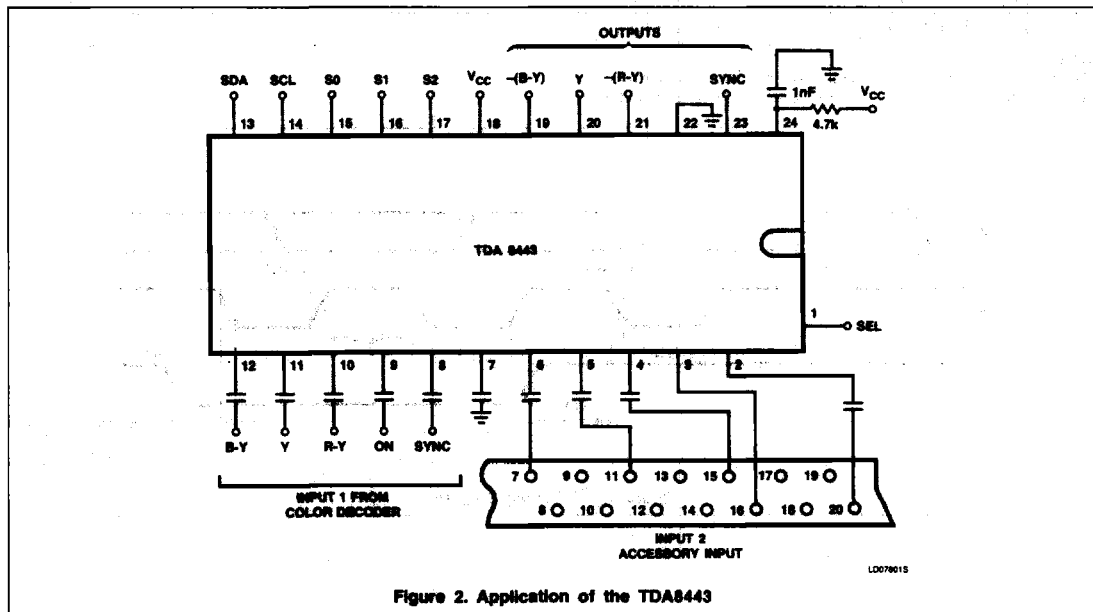 OUTPUTS
SDA SCL S0 S1 S2 VCC –(B-Y) Y –(R-Y) SYNC 1nF VCC
4.7k
13 14 15 16 17 18 19 20 21 22 23 24
TDA 8443
1
SEL
12 11 10 9 8 7 6 5 4 3 2
B-Y Y R-Y ON SYNC
7 9 11 13 15 17 19
INPUT 1 FROM
COLOR DECODER
8 10 12 14 16 18 20
INPUT 2
ACCESSORY INPUT
LD07801S
Figure 2. Application of the TDA8443